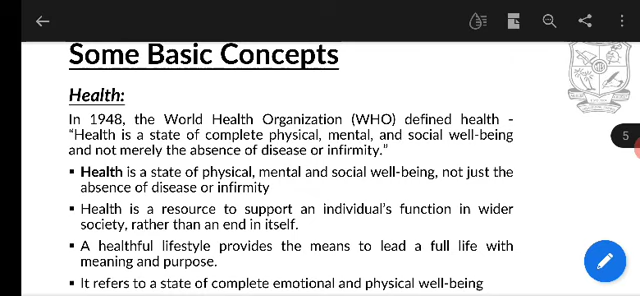 Some Basic Concepts
Health:
In 1948, the World Health Organization (WHO) defined health -
“Health is a state of complete physical, mental, and social well-being
and not merely the absence of disease or infirmity.”
▪ Health is a state of physical, mental and social well-being, not just the
absence of disease or infirmity
▪ Health is a resource to support an individual’s function in wider
society, rather than an end in itself.
▪ A healthful lifestyle provides the means to lead a full life with
meaning and purpose.
▪ It refers to a state of complete emotional and physical well-being
5